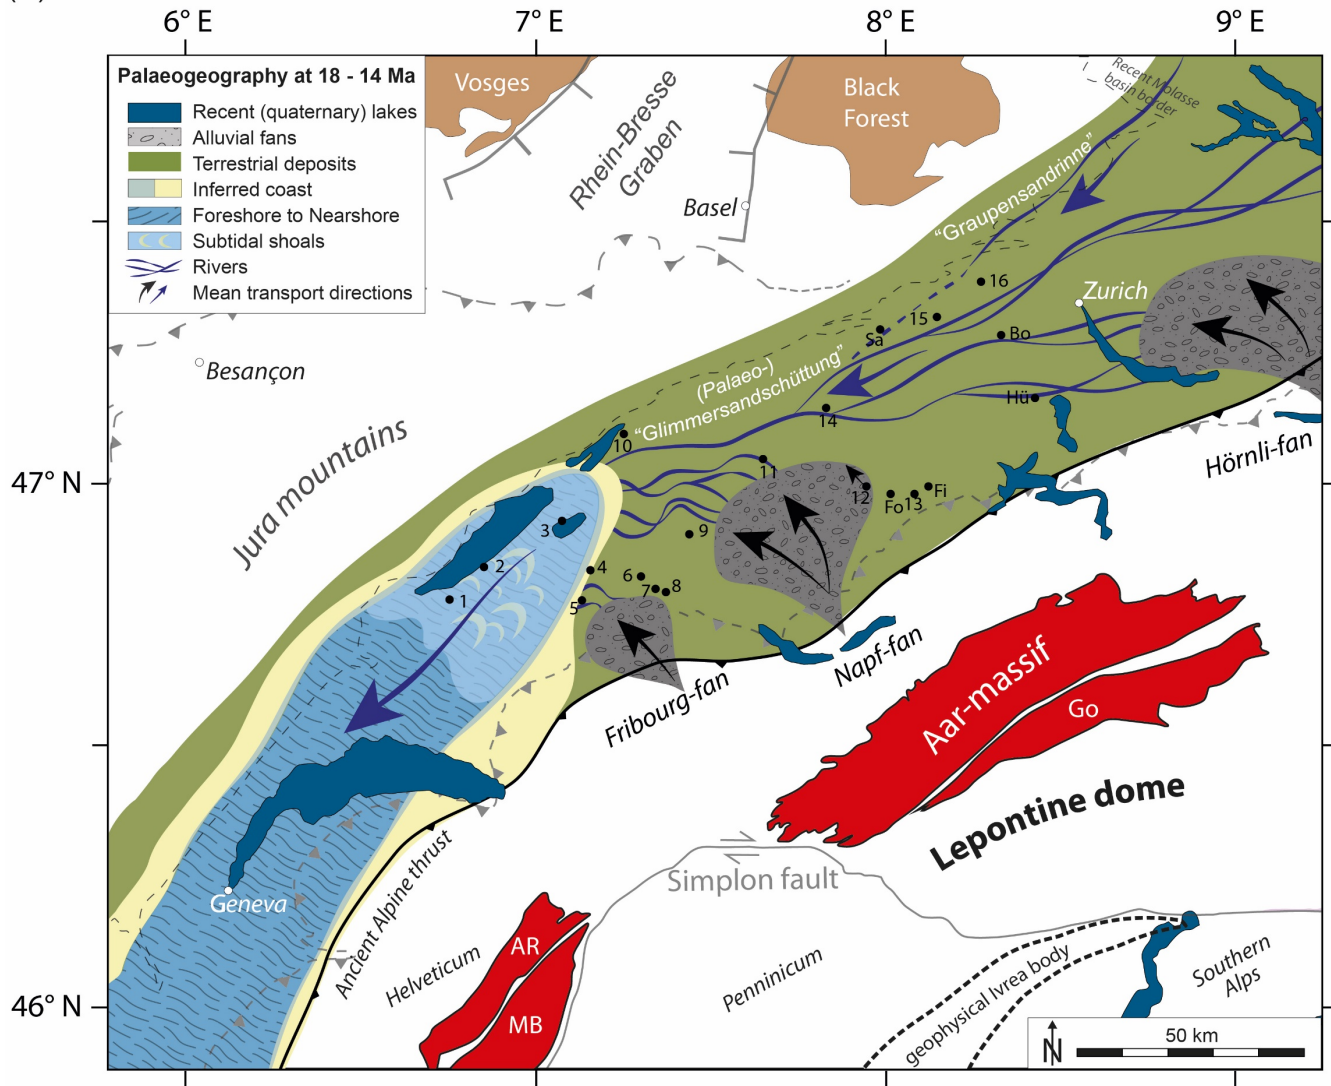 6° E
7° E
8° E
9° E
Palaeogeography at 18 - 14 Ma
Recent (quaternary) lakes
Alluvial fans
Terrestrial deposits
Inferred coast
Foreshore to Nearshore
Subtidal shoals
Rivers
Mean transport directions
Vosges
Rhein-Bresse
Graben
Black
Forest
Recent Molasse
basin border
Basel
"Graupensandrinne"
16
Zurich
15
Sa
Bo
Besançon
(Palaeo-)
"Glimmersandschüttung"
Hü
14
10
Jura mountains
47° N
11
Hörnli-fan
12
Fo
13
Fi
3
9
2
4
6
7
8
1
5
Napf-fan
Fribourg-fan
Aar-massif
Go
Lepontine dome
Simplon fault
Geneva
Ancient Alpine thrust
Helveticum
AR
MB
Penninicum
geophysical Ivrea body
Southern
Alps
46° N
N
50 km